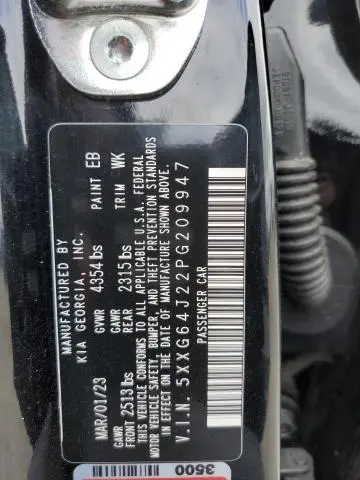 MANUFACTURED BY
KIA GEORGIA, INC.
PAINT EB
TRIM WK
MAR/01/23
GVWR 4354 lbs
GAWR FRONT 2513 lbs
GAWR REAR 2315 lbs
THIS VEHICLE CONFORMS TO ALL APPLICABLE U.S.A. FEDERAL
MOTOR VEHICLE SAFETY, BUMPER, AND THEFT PREVENTION STANDARDS
IN EFFECT ON THE DATE OF MANUFACTURE SHOWN ABOVE.
V.I.N. 5XXG64J22PG209947
PASSENGER CAR
3500